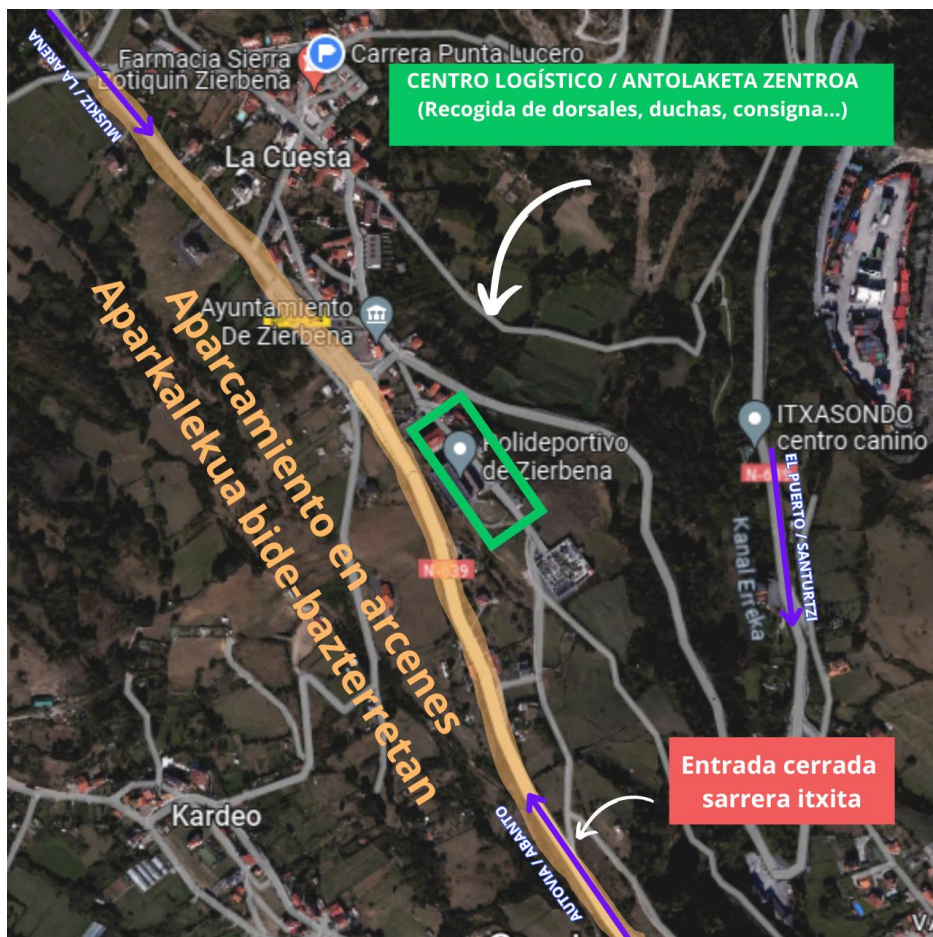 MUSKIZ / LA ARENA
Farmacia Sierra
Botiquin Zierbena
P
Carrera Punta Lucero
CENTRO LOGÍSTICO / ANTOLAKETA ZENTROA
(Recogida de dorsales, duchas, consigna...)
La Cuesta
Ayuntamiento
De Zierbena
Aparcamiento en arcenes
Aparkalekua bide-bazterretan
Polideportivo
de Zierbena
ITXASONDO
centro canino
EL PUERTO / SANTURTZI
Kanal Erreka
N-639
Entrada cerrada
sarrera itxita
Kardeo
AUTOVIA / ABANTO